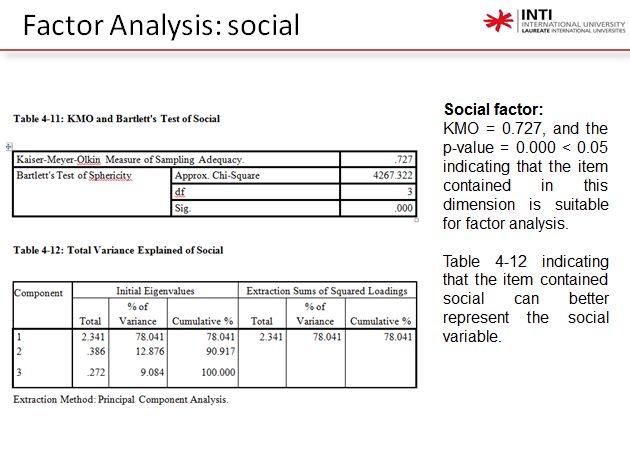 Factor Analysis: social
INTI
INTERNATIONAL UNIVERSITY
LAUREATE INTERNATIONAL UNIVERSITIES
Table 4-11: KMO and Bartlett's Test of Social
Kaiser-Meyer-Olkin Measure of Sampling Adequacy. .727
Bartlett's Test of Sphericity Approx. Chi-Square 4267.322
df 3
Sig. .000
Table 4-12: Total Variance Explained of Social
Component Initial Eigenvalues Extraction Sums of Squared Loadings
% of % of
Total Variance Cumulative % Total Variance Cumulative %
1 2.341 78.041 78.041 2.341 78.041 78.041
2 .386 12.876 90.917
3 .272 9.084 100.000
Extraction Method: Principal Component Analysis.
Social factor:
KMO = 0.727, and the
p-value = 0.000 < 0.05
indicating that the item
contained in this
dimension is suitable
for factor analysis.
Table 4-12 indicating
that the item contained
social can better
represent the social
variable.